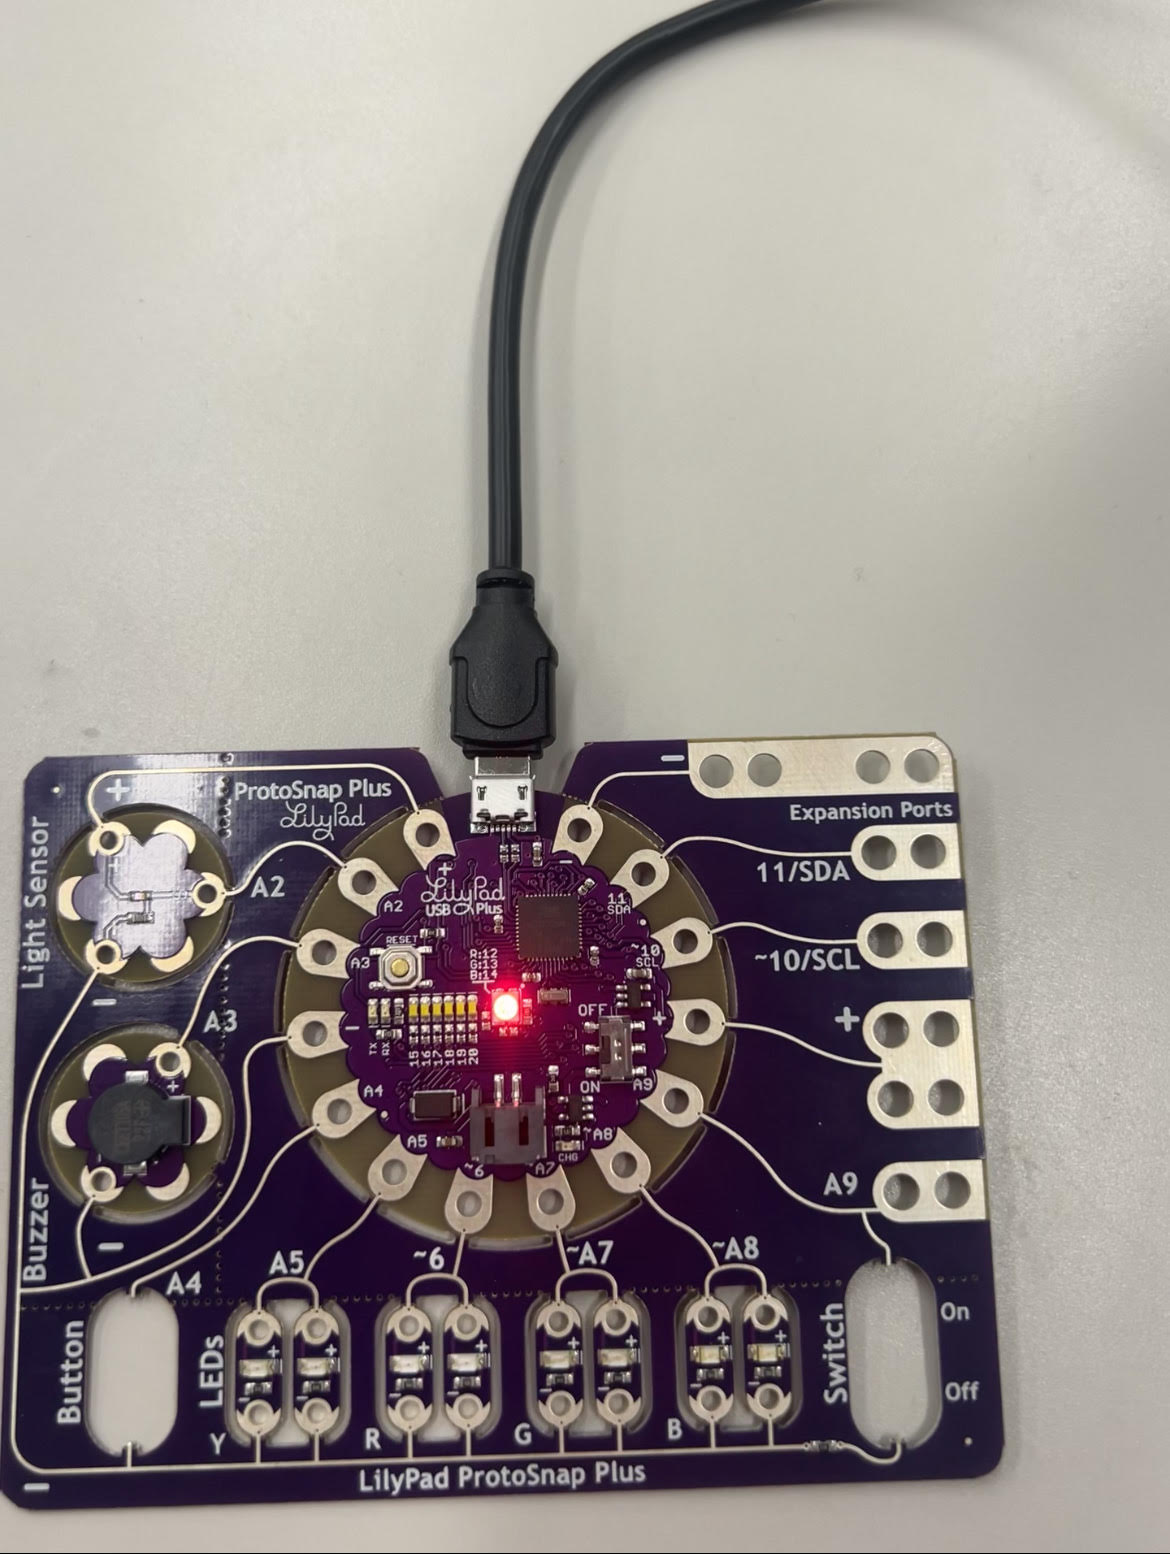 ProtoSnap Plus
LilyPad
+
Light Sensor
A2
−
A3
+
Buzzer
−
A4
Button
−
Expansion Ports
11/SDA
~10/SCL
+
A9
+
LilyPad
USB Plus
−
A2
A3
−
A4
A5
~6
~A7
~A8
A9
+
~10
SCL
11
SDA
RESET
R:12
G:13
B:14
TX
RX
15
16
17
18
19
20
OFF
ON
CHG
A5
~6
~A7
~A8
LEDs
Y
R
G
B
Switch
On
Off
−
LilyPad ProtoSnap Plus